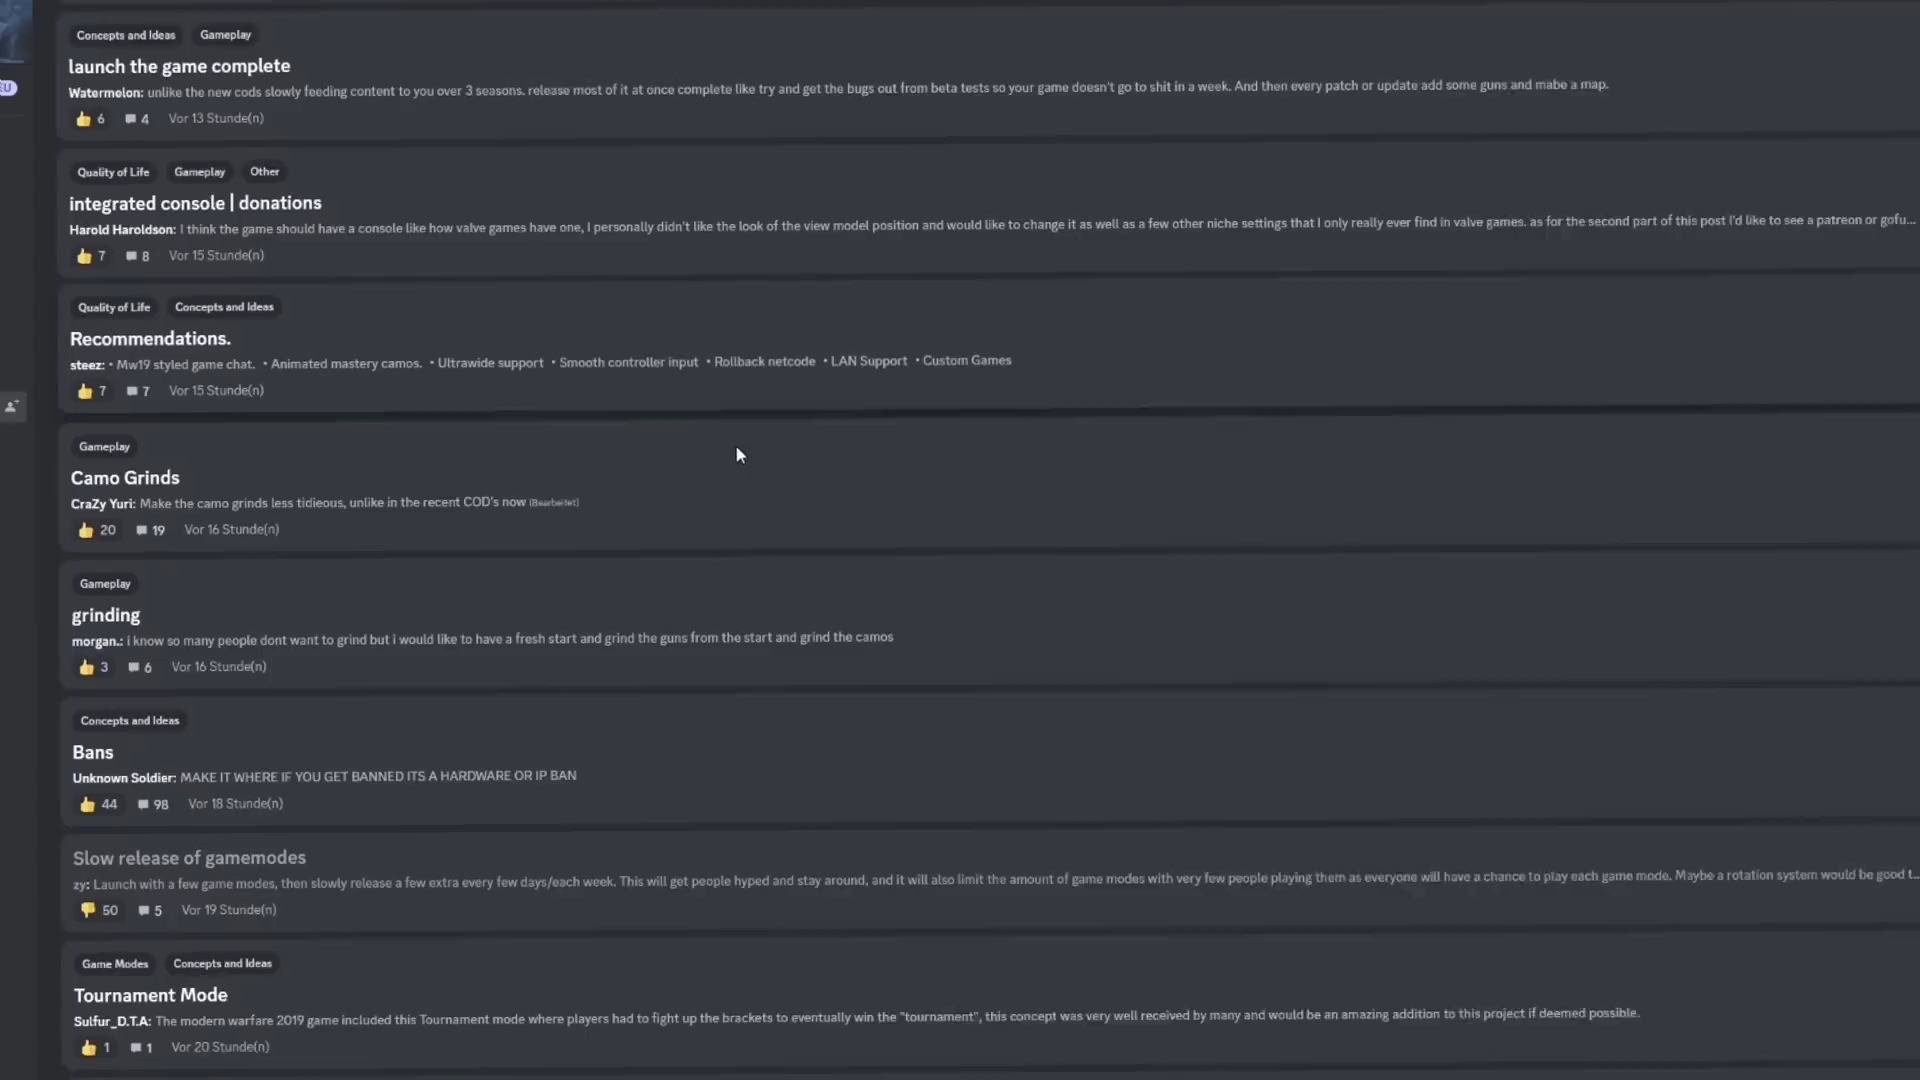 EU
Concepts and Ideas Gameplay
launch the game complete
Watermelon: unlike the new cods slowly feeding content to you over 3 seasons. release most of it at once complete like try and get the bugs out from beta tests so your game doesn't go to shit in a week. And then every patch or update add some guns and mabe a map.
6 4 Vor 13 Stunde(n)
Quality of Life Gameplay Other
integrated console | donations
Harold Haroldson: I think the game should have a console like how valve games have one, I personally didn't like the look of the view model position and would like to change it as well as a few other niche settings that I only really ever find in valve games. as for the second part of this post I'd like to see a patreon or gofu...
7 8 Vor 15 Stunde(n)
Quality of Life Concepts and Ideas
Recommendations.
steez: • Mw19 styled game chat. • Animated mastery camos. • Ultrawide support • Smooth controller input • Rollback netcode • LAN Support • Custom Games
7 7 Vor 15 Stunde(n)
Gameplay
Camo Grinds
CraZy Yuri: Make the camo grinds less tidieous, unlike in the recent COD's now (Bearbeitet)
20 19 Vor 16 Stunde(n)
Gameplay
grinding
morgan.: i know so many people dont want to grind but i would like to have a fresh start and grind the guns from the start and grind the camos
3 6 Vor 16 Stunde(n)
Concepts and Ideas
Bans
Unknown Soldier: MAKE IT WHERE IF YOU GET BANNED ITS A HARDWARE OR IP BAN
44 98 Vor 18 Stunde(n)
Slow release of gamemodes
zy: Launch with a few game modes, then slowly release a few extra every few days/each week. This will get people hyped and stay around, and it will also limit the amount of game modes with very few people playing them as everyone will have a chance to play each game mode. Maybe a rotation system would be good t...
50 5 Vor 19 Stunde(n)
Game Modes Concepts and Ideas
Tournament Mode
Sulfur_D.T.A: The modern warfare 2019 game included this Tournament mode where players had to fight up the brackets to eventually win the "tournament", this concept was very well received by many and would be an amazing addition to this project if deemed possible.
1 1 Vor 20 Stunde(n)